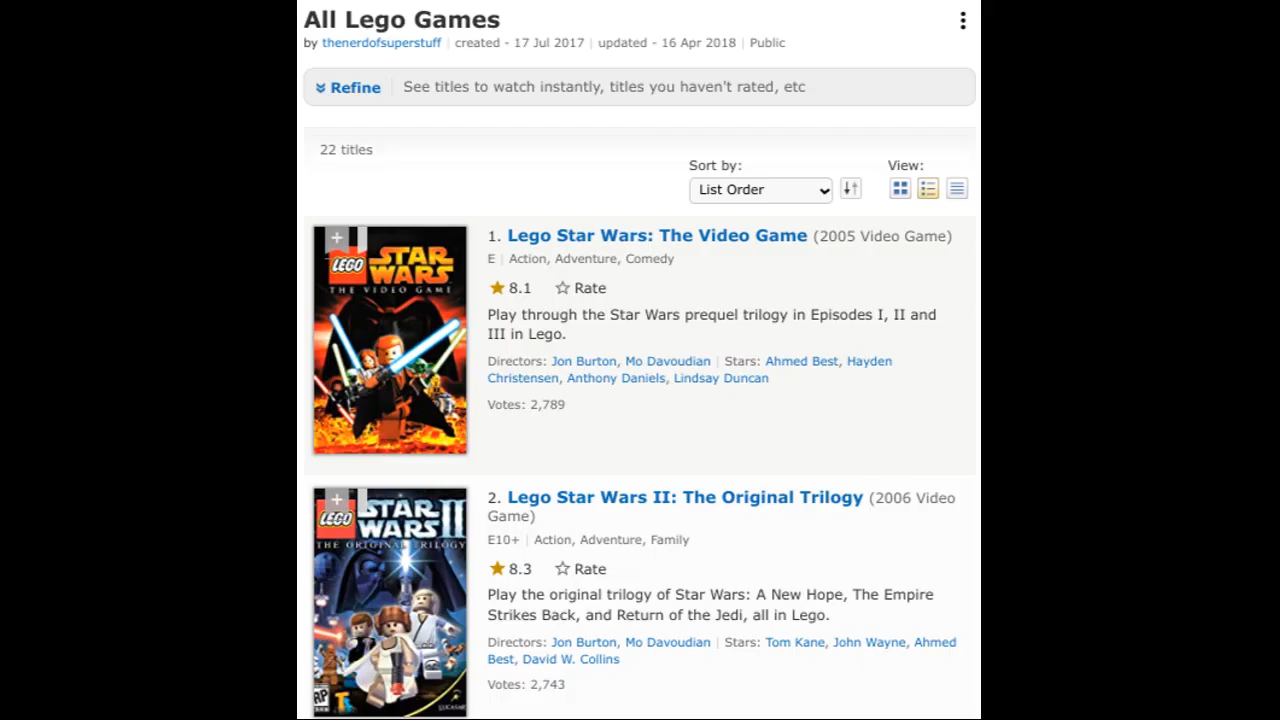 All Lego Games
by thenerdofsuperstuff | created - 17 Jul 2017 | updated - 16 Apr 2018 | Public
Refine | See titles to watch instantly, titles you haven't rated, etc
22 titles
Sort by:
View:
List Order
LEGO STAR WARS
THE VIDEO GAME
1. Lego Star Wars: The Video Game (2005 Video Game)
E | Action, Adventure, Comedy
8.1 Rate
Play through the Star Wars prequel trilogy in Episodes I, II and
III in Lego.
Directors: Jon Burton, Mo Davoudian | Stars: Ahmed Best, Hayden
Christensen, Anthony Daniels, Lindsay Duncan
Votes: 2,789
LEGO STAR WARS II
THE ORIGINAL TRILOGY
2. Lego Star Wars II: The Original Trilogy (2006 Video
Game)
E10+ | Action, Adventure, Family
8.3 Rate
Play the original trilogy of Star Wars: A New Hope, The Empire
Strikes Back, and Return of the Jedi, all in Lego.
Directors: Jon Burton, Mo Davoudian | Stars: Tom Kane, John Wayne, Ahmed
Best, David W. Collins
Votes: 2,743
RP